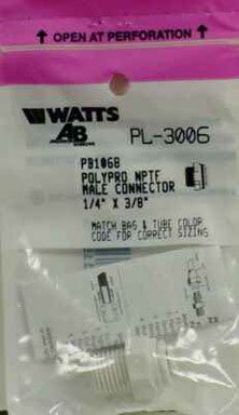 OPEN AT PERFORATION
WATTS
AB
PL-3006
PB1068
POLYPRO NPTF
MALE CONNECTOR
1/4" X 3/8"
MATCH BAG & TUBE COLOR
CODE FOR CORRECT SIZING